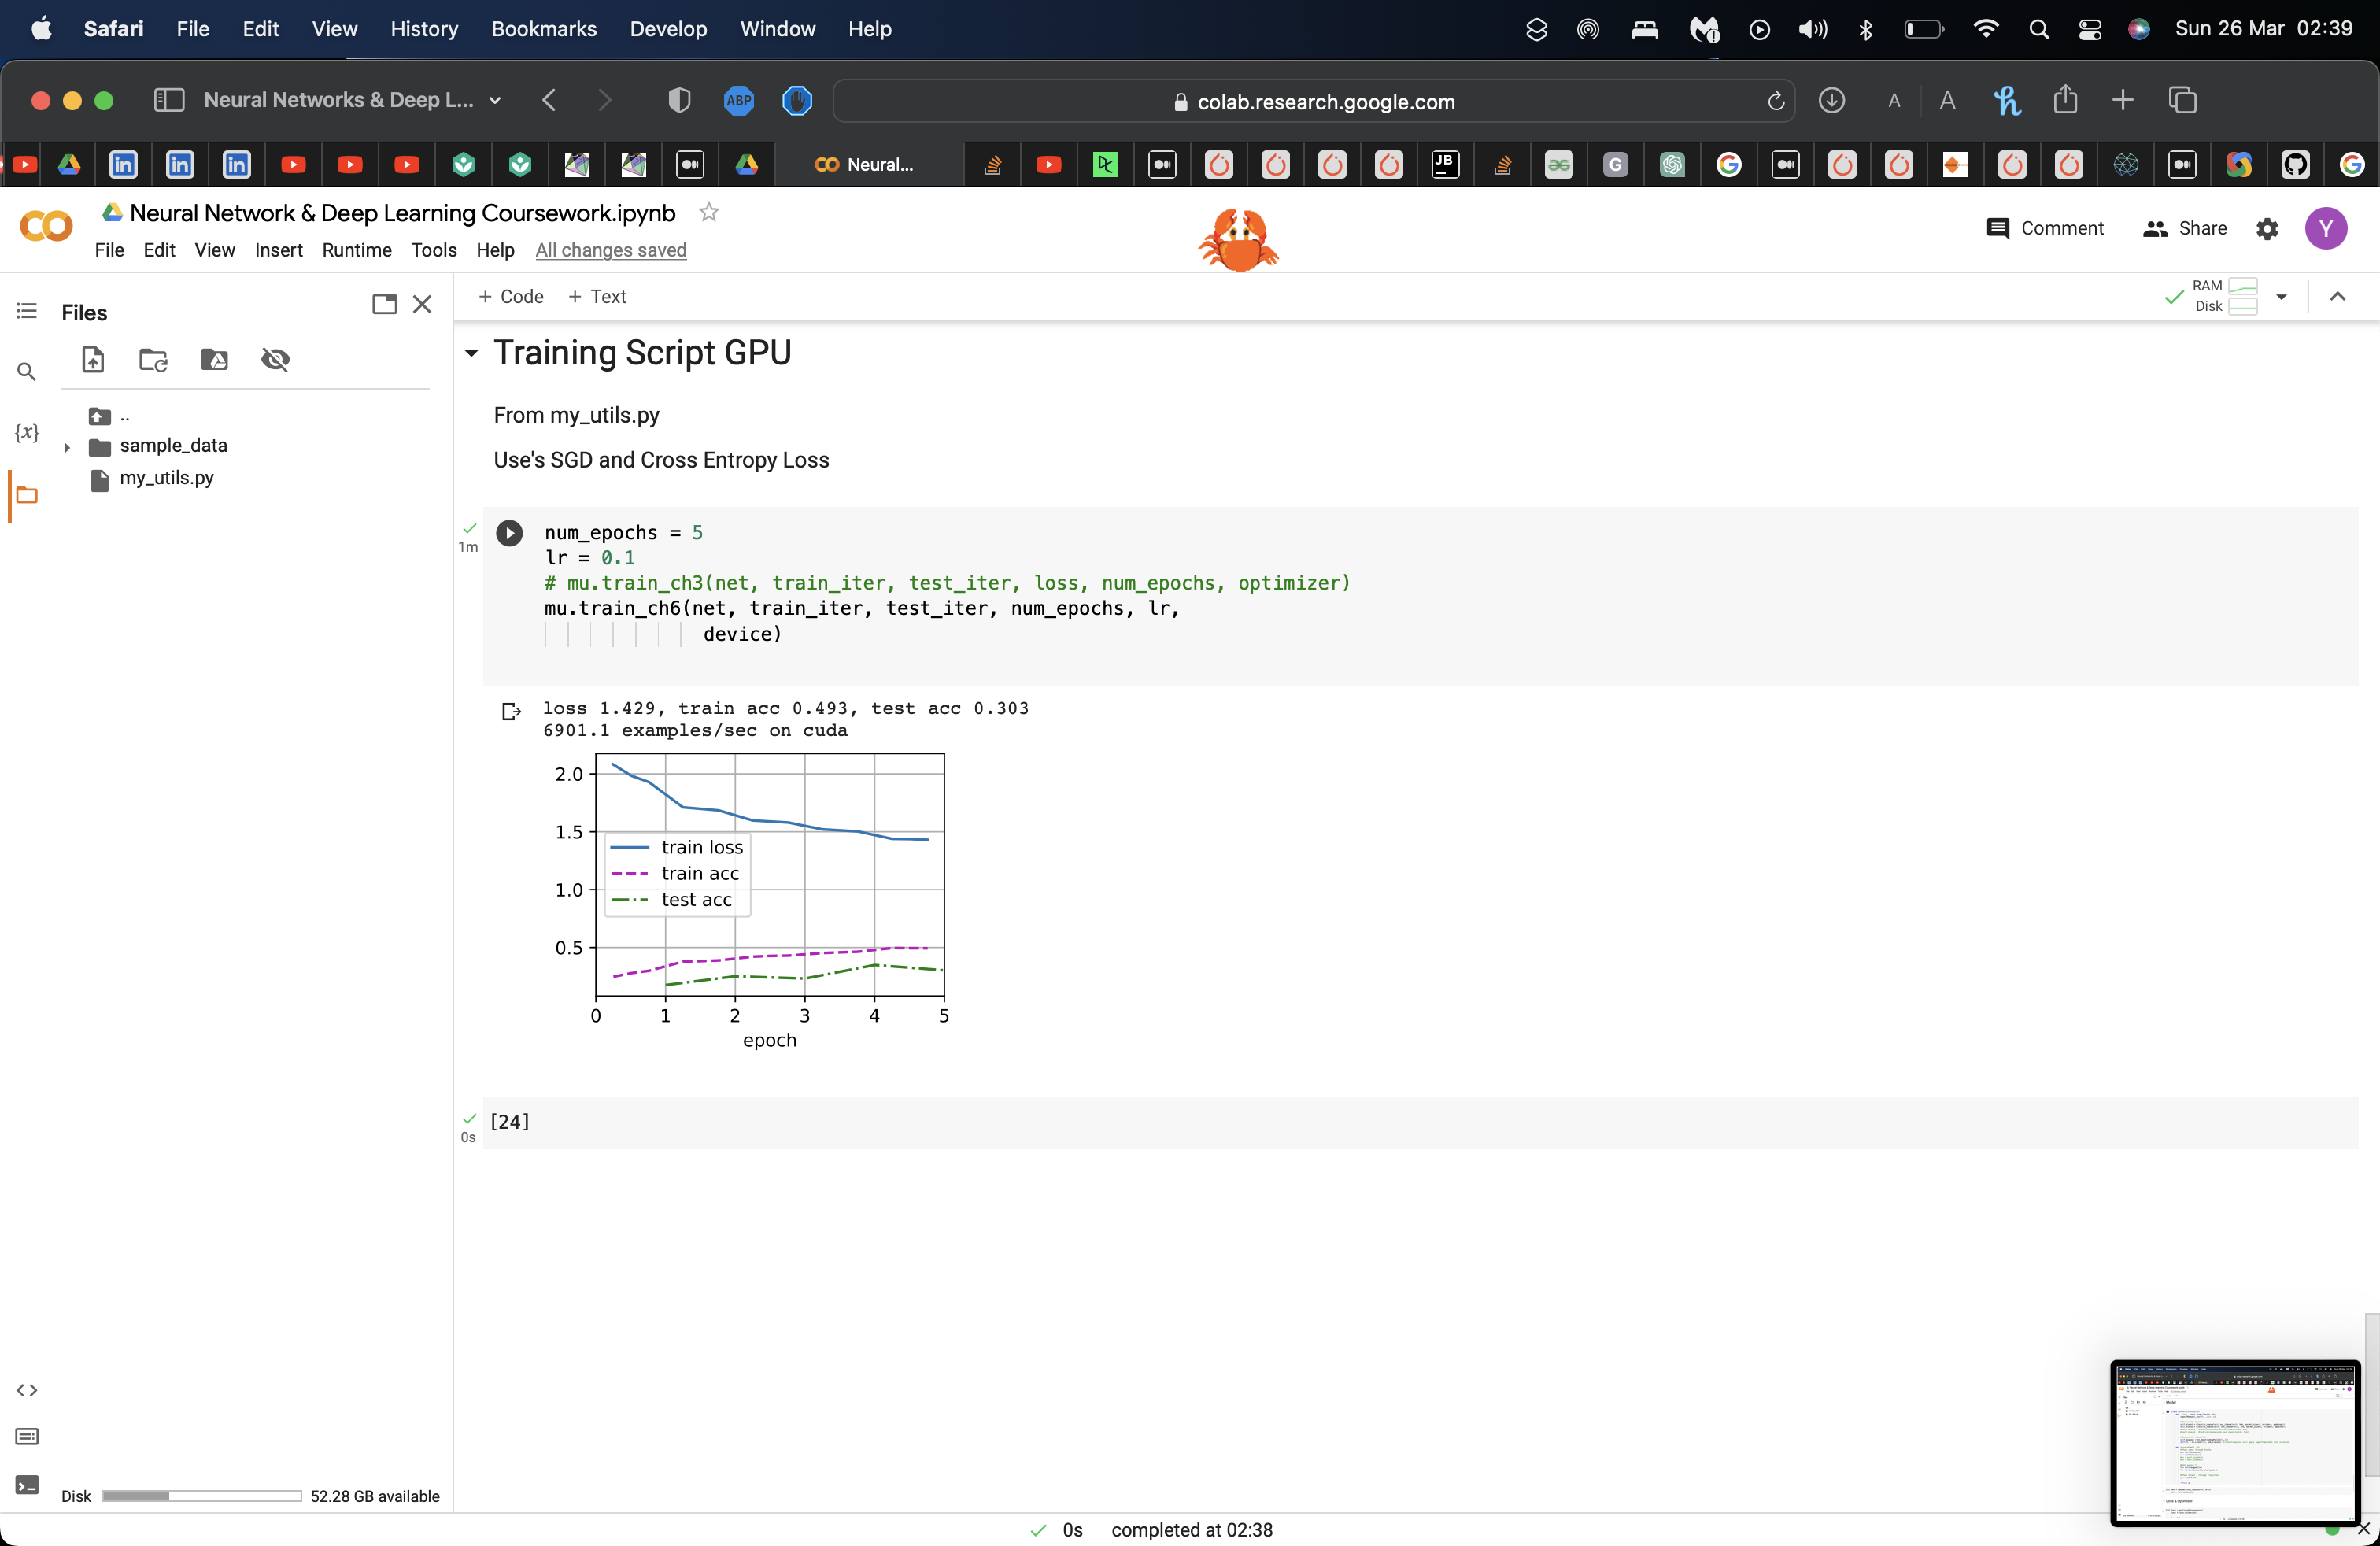 Safari File Edit View History Bookmarks Develop Window Help Sun 26 Mar 02:39
Neural Networks & Deep L... ABP colab.research.google.com A A
Neural... JB G
Neural Network & Deep Learning Coursework.ipynb
File Edit View Insert Runtime Tools Help All changes saved
Comment Share Y
Files
+ Code + Text
RAM
Disk
..
sample_data
my_utils.py
{x}
Training Script GPU
From my_utils.py
Use's SGD and Cross Entropy Loss
1m
num_epochs = 5
lr = 0.1
# mu.train_ch3(net, train_iter, test_iter, loss, num_epochs, optimizer)
mu.train_ch6(net, train_iter, test_iter, num_epochs, lr,
device)
loss 1.429, train acc 0.493, test acc 0.303
6901.1 examples/sec on cuda
2.0
1.5
1.0
0.5
train loss
train acc
test acc
0 1 2 3 4 5
epoch
0s
[24]
Disk 52.28 GB available
0s completed at 02:38